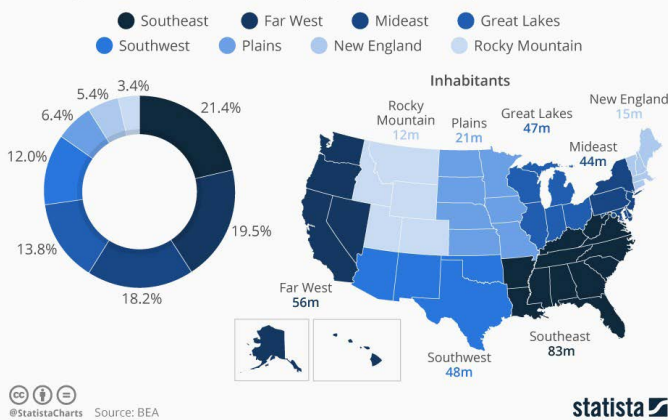 Southeast
Far West
Mideast
Great Lakes
Southwest
Plains
New England
Rocky Mountain
3.4%
5.4%
6.4%
12.0%
13.8%
18.2%
19.5%
21.4%
Inhabitants
Rocky
Mountain
12m
Plains
21m
Great Lakes
47m
New England
15m
Mideast
44m
Far West
56m
Southwest
48m
Southeast
83m
cc
@StatistaCharts Source: BEA
statista